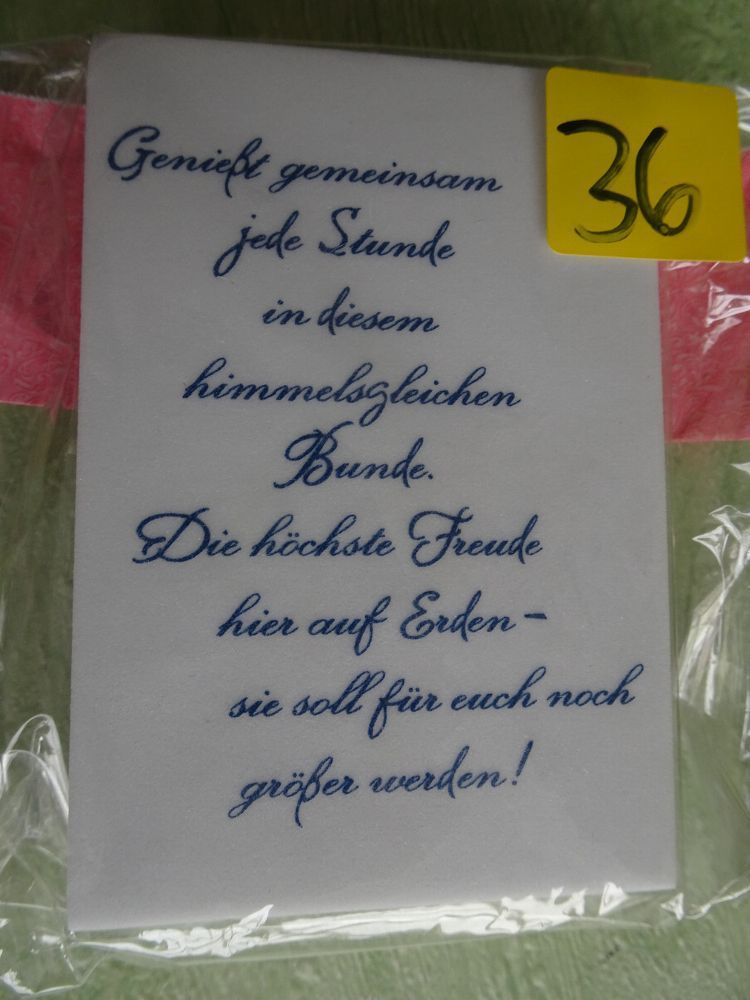 36
Genießt gemeinsam
jede Stunde
in diesem
himmelsgleichen
Bunde.
Die höchste Freude
hier auf Erden –
sie soll für euch noch
größer werden!